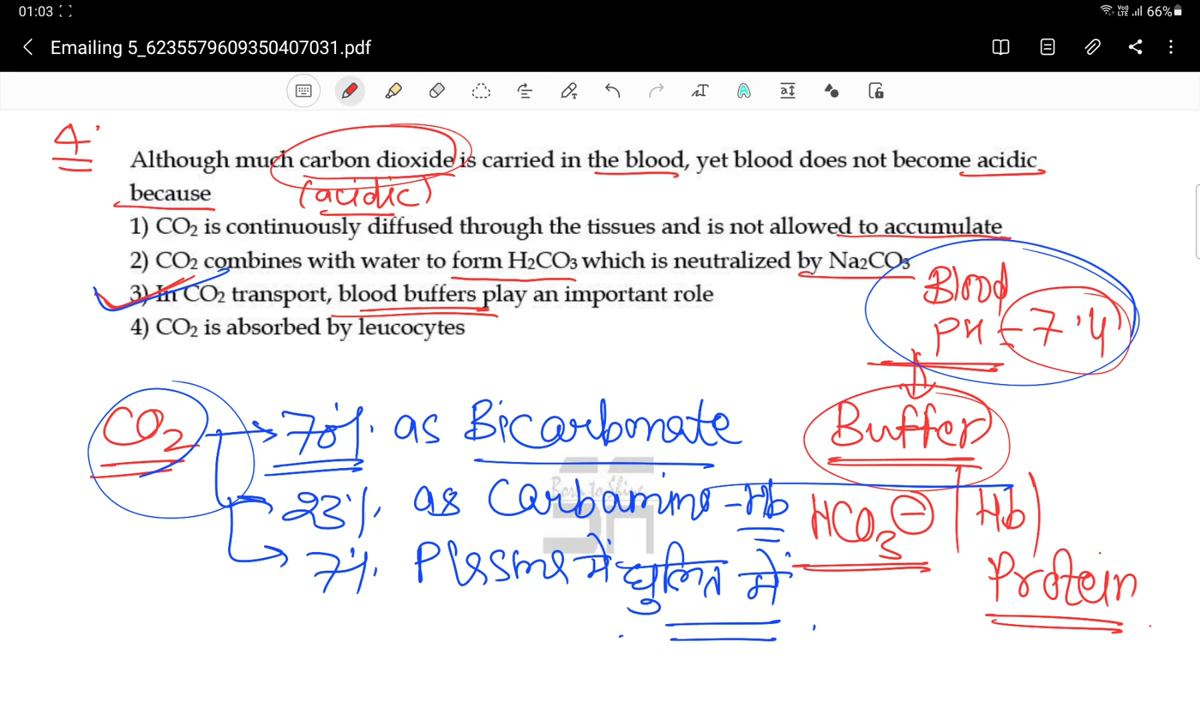 01:03 66%
Emailing 5_6235579609350407031.pdf
4.
Although much carbon dioxide is carried in the blood, yet blood does not become acidic
because (acidic)
1) CO₂ is continuously diffused through the tissues and is not allowed to accumulate
2) CO₂ combines with water to form H₂CO₃ which is neutralized by Na₂CO₃
3) In CO₂ transport, blood buffers play an important role
4) CO₂ is absorbed by leucocytes
Blood
PH = 7.4
CO₂ → 70%. as Bicarbonate
→ 23%. as Carbamino-Hb
→ 7%. Plasma में घुलित में
Buffer
HCO₃⊖ | Hb |
Protein